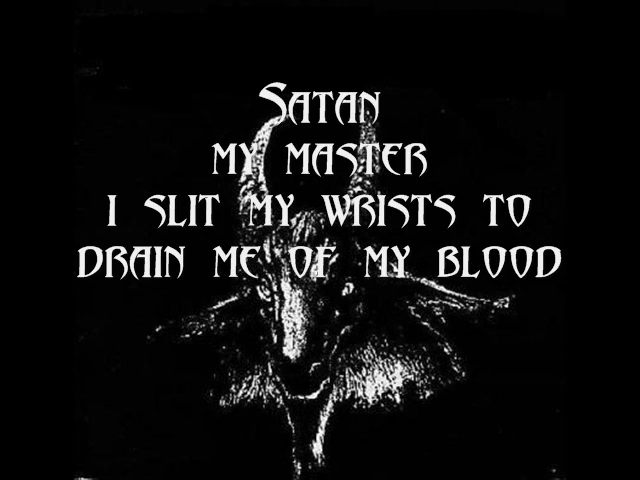 Satan
my master
I slit my wrists to
drain me of my blood